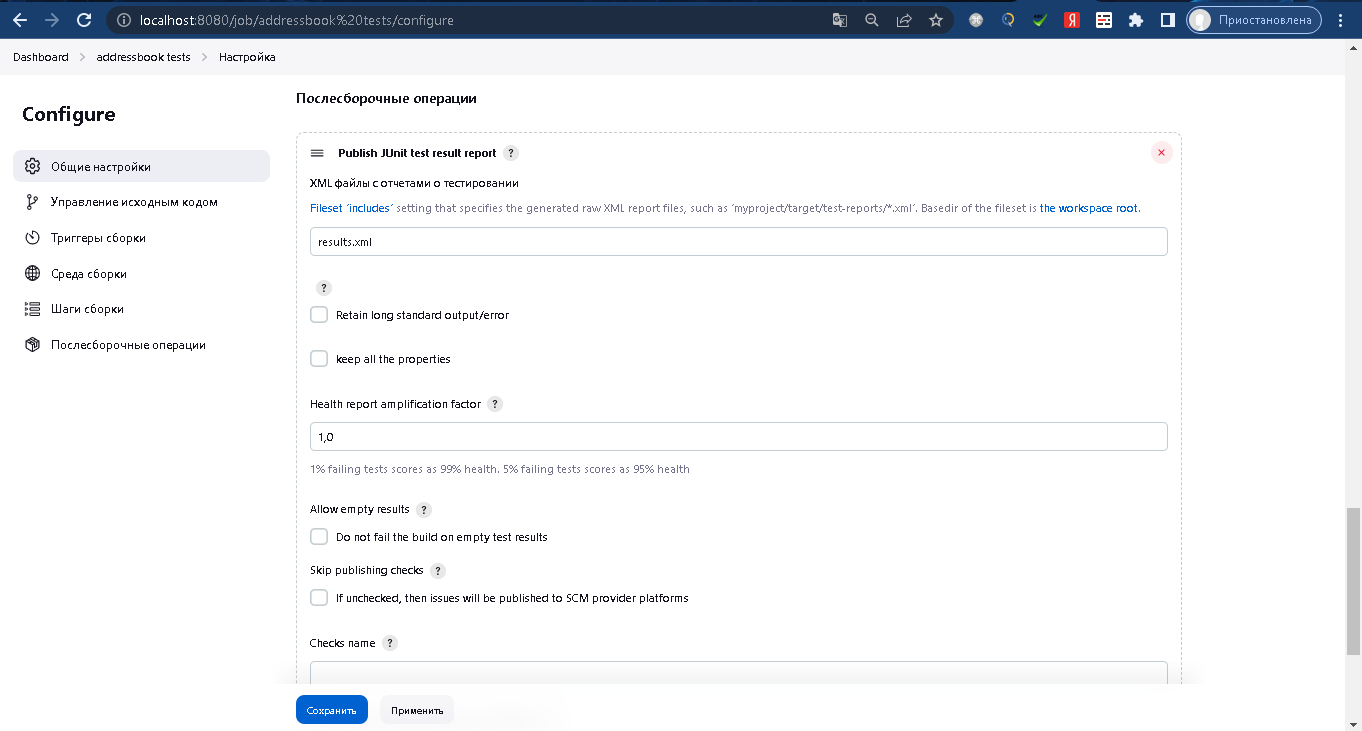 localhost:8080/job/addressbook%20tests/configure
Приостановлена
Dashboard > addressbook tests > Настройка
Configure
Общие настройки
Управление исходным кодом
Триггеры сборки
Среда сборки
Шаги сборки
Послесборочные операции
Послесборочные операции
Publish JUnit test result report ?
XML файлы с отчетами о тестировании
Fileset 'includes' setting that specifies the generated raw XML report files, such as 'myproject/target/test-reports/*.xml'. Basedir of the fileset is the workspace root.
results.xml
?
Retain long standard output/error
keep all the properties
Health report amplification factor ?
1,0
1% failing tests scores as 99% health. 5% failing tests scores as 95% health
Allow empty results ?
Do not fail the build on empty test results
Skip publishing checks ?
If unchecked, then issues will be published to SCM provider platforms
Checks name ?
Сохранить
Применить